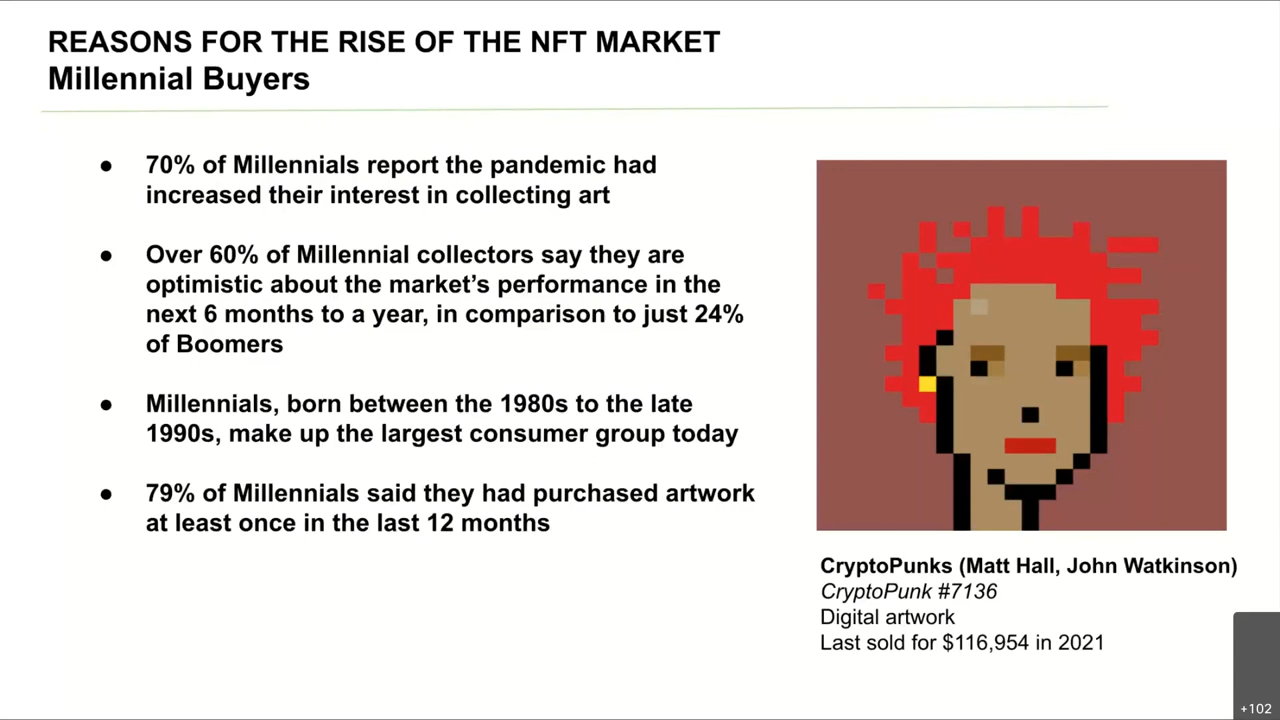 REASONS FOR THE RISE OF THE NFT MARKET
Millennial Buyers
● 70% of Millennials report the pandemic had
increased their interest in collecting art
● Over 60% of Millennial collectors say they are
optimistic about the market’s performance in the
next 6 months to a year, in comparison to just 24%
of Boomers
● Millennials, born between the 1980s to the late
1990s, make up the largest consumer group today
● 79% of Millennials said they had purchased artwork
at least once in the last 12 months
CryptoPunks (Matt Hall, John Watkinson)
CryptoPunk #7136
Digital artwork
Last sold for $116,954 in 2021
+102